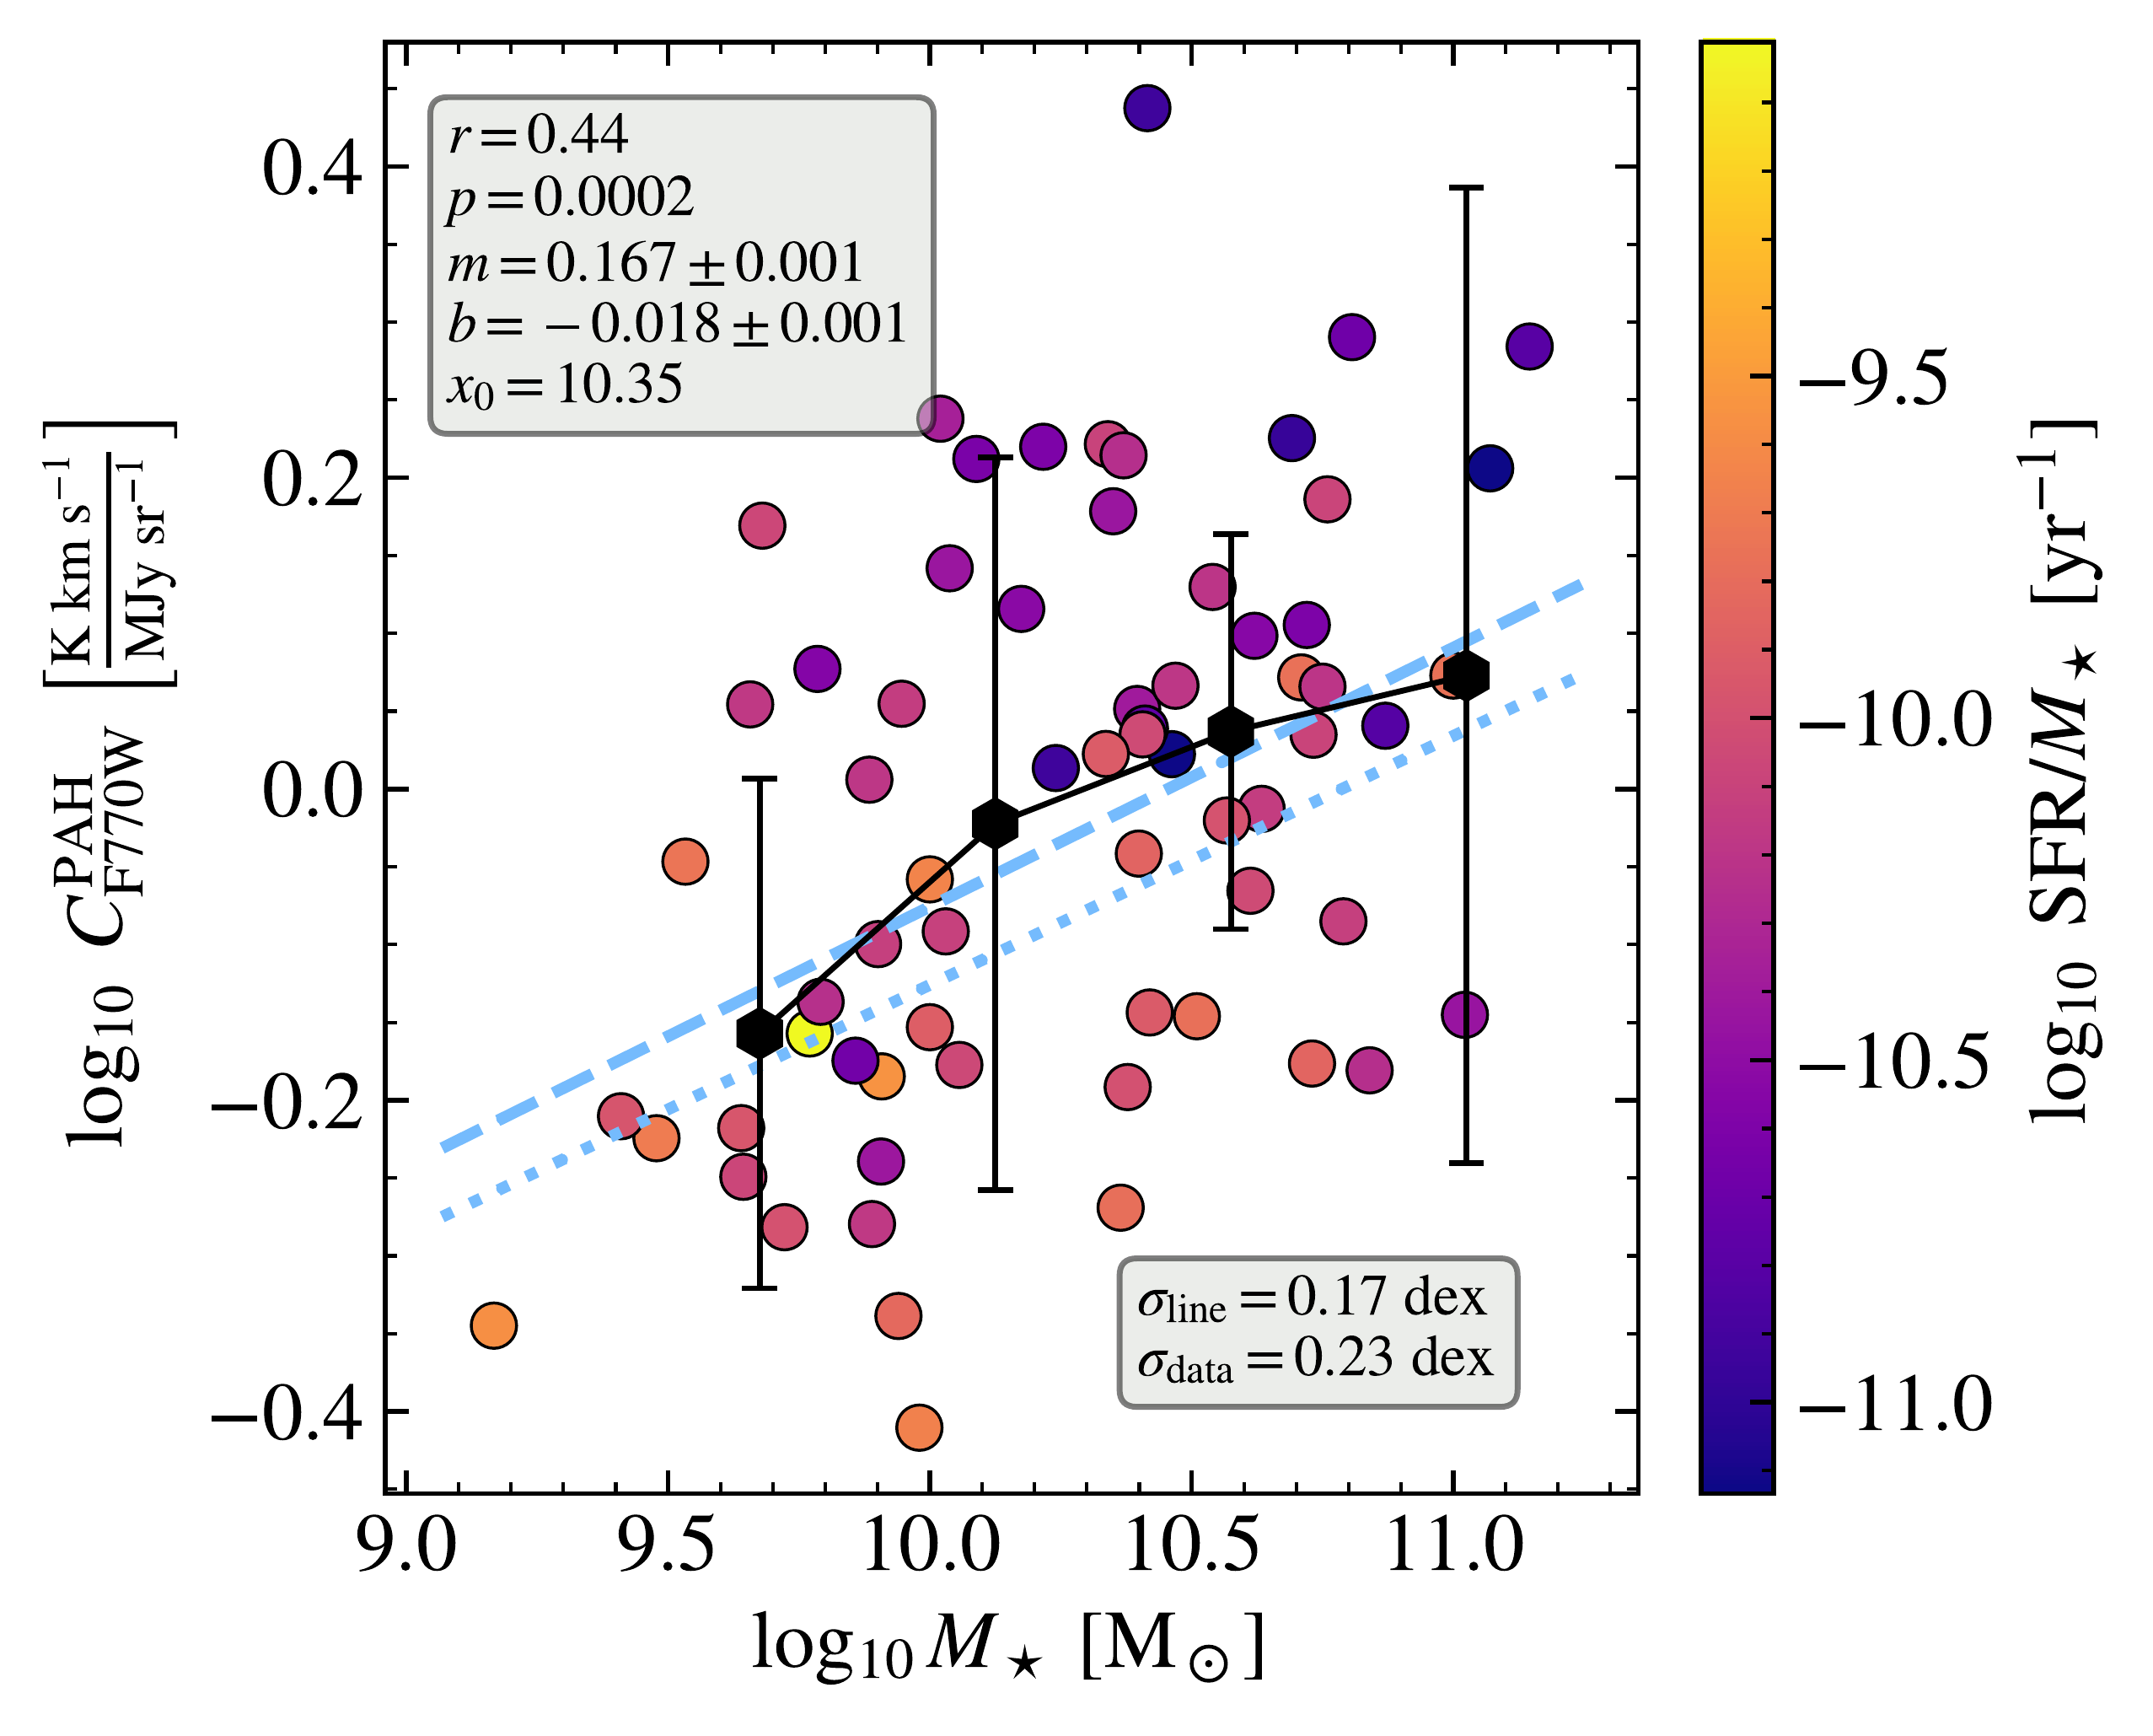 r = 0.44
p = 0.0002
m = 0.167 ± 0.001
b = −0.018 ± 0.001
x₀ = 10.35
σ_line = 0.17 dex
σ_data = 0.23 dex
0.4
0.2
0.0
−0.2
−0.4
log₁₀ C^PAH_F770W [K km s⁻¹ / MJy sr⁻¹]
9.0 9.5 10.0 10.5 11.0
log₁₀ M⋆ [M⊙]
−9.5
−10.0
−10.5
−11.0
log₁₀ SFR/M⋆ [yr⁻¹]